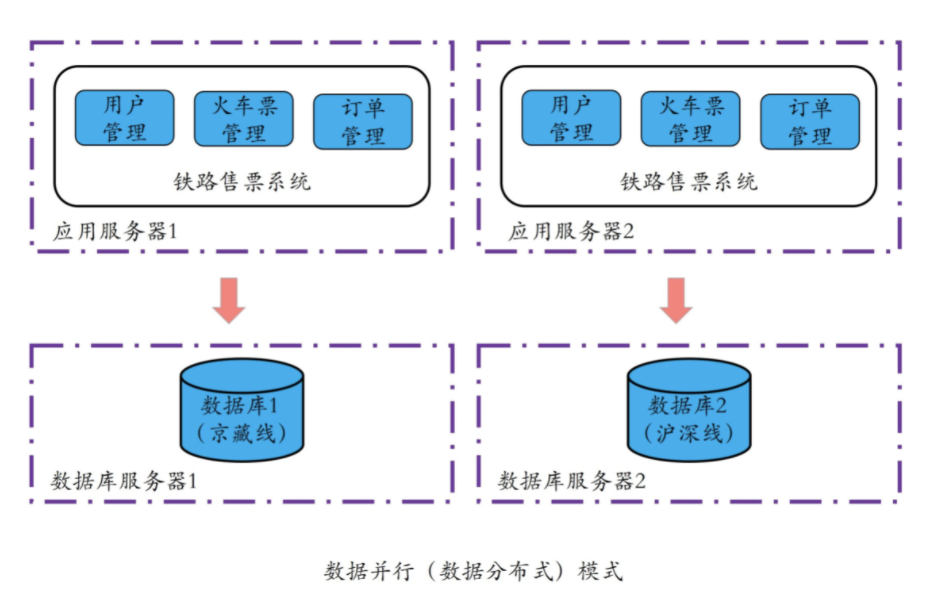 用户
管理
火车票
管理
订单
管理
铁路售票系统
应用服务器1
用户
管理
火车票
管理
订单
管理
铁路售票系统
应用服务器2
数据库1
（京藏线）
数据库服务器1
数据库2
（沪深线）
数据库服务器2
数据并行（数据分布式）模式